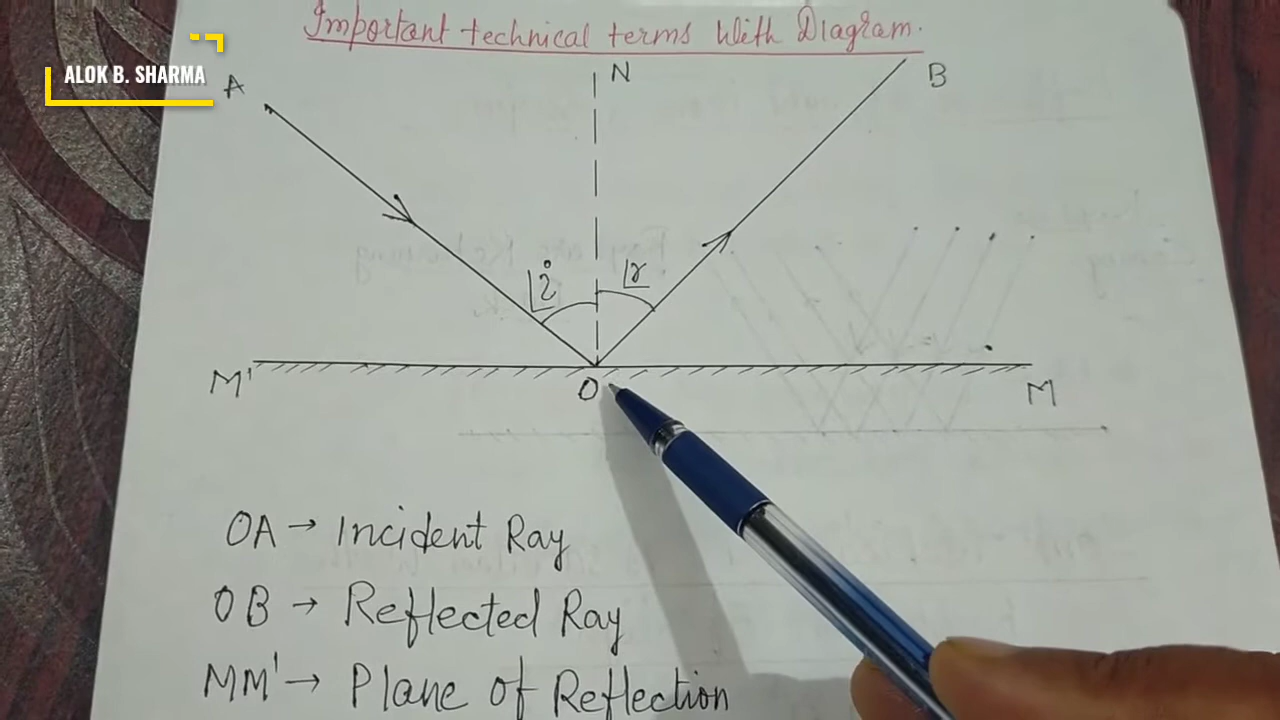 Important technical terms With Diagram.
ALOK B. SHARMA
A
N
B
∠i
∠r
M'
O
M
OA → Incident Ray
OB → Reflected Ray
MM' → Plane of Reflection